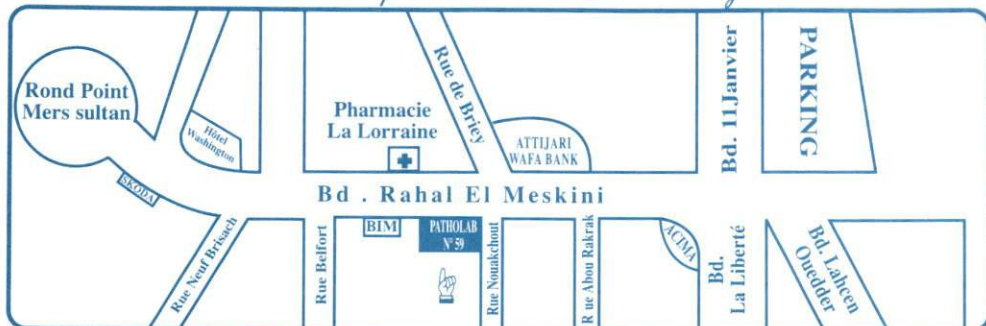 Rond Point
Mers sultan
Hôtel
Washington
SKODA
Pharmacie
La Lorraine
Rue de Briey
ATTIJARI
WAFA BANK
Bd. 11Janvier
PARKING
Bd . Rahal El Meskini
Rue Neuf Brisach
Rue Belfort
BIM
PATHOLAB
N° 59
Rue Nouakchout
R ue Abou Rakrak
ACIMA
Bd.
La Liberté
Bd. Lahcen
Ouedder